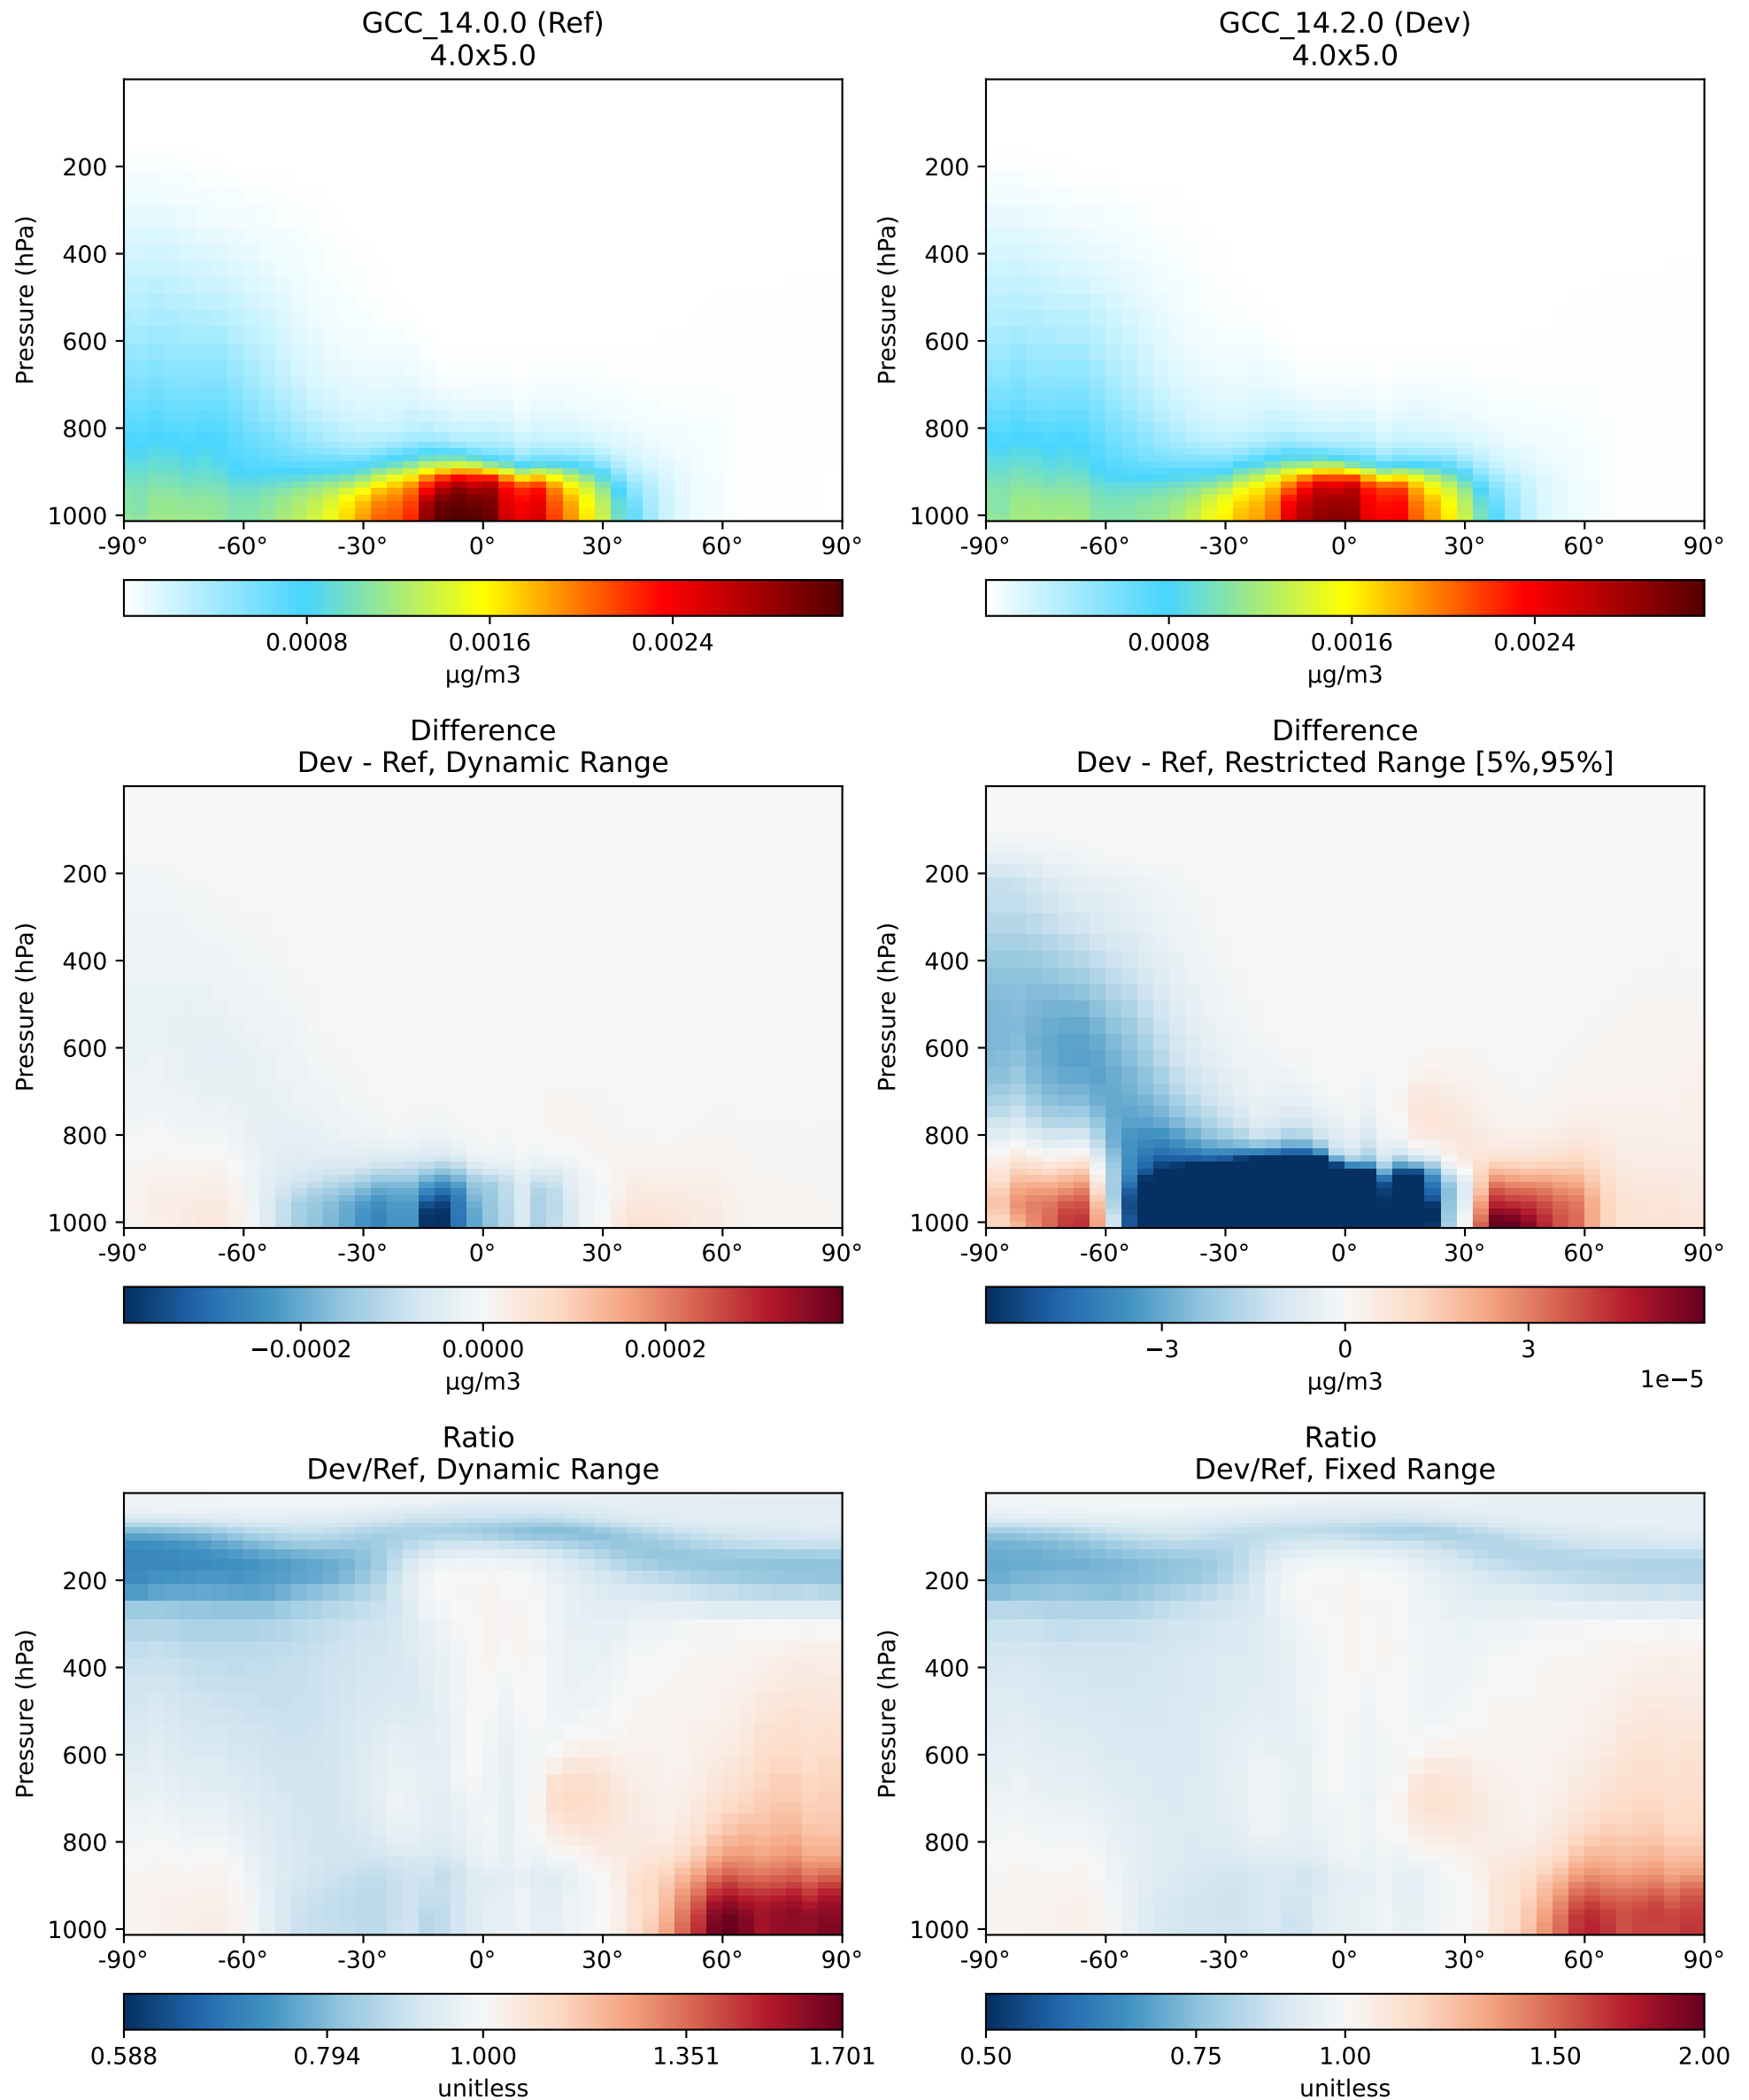 GCC_14.0.0 (Ref)
4.0x5.0
GCC_14.2.0 (Dev)
4.0x5.0
Pressure (hPa)
200
400
600
800
1000
-90° -60° -30° 0° 30° 60° 90°
0.0008 0.0016 0.0024
µg/m3
Pressure (hPa)
200
400
600
800
1000
-90° -60° -30° 0° 30° 60° 90°
0.0008 0.0016 0.0024
µg/m3
Difference
Dev - Ref, Dynamic Range
Pressure (hPa)
200
400
600
800
1000
-90° -60° -30° 0° 30° 60° 90°
−0.0002 0.0000 0.0002
µg/m3
Difference
Dev - Ref, Restricted Range [5%,95%]
Pressure (hPa)
200
400
600
800
1000
-90° -60° -30° 0° 30° 60° 90°
−3 0 3
µg/m3
1e−5
Ratio
Dev/Ref, Dynamic Range
Pressure (hPa)
200
400
600
800
1000
-90° -60° -30° 0° 30° 60° 90°
0.588 0.794 1.000 1.351 1.701
unitless
Ratio
Dev/Ref, Fixed Range
Pressure (hPa)
200
400
600
800
1000
-90° -60° -30° 0° 30° 60° 90°
0.50 0.75 1.00 1.50 2.00
unitless